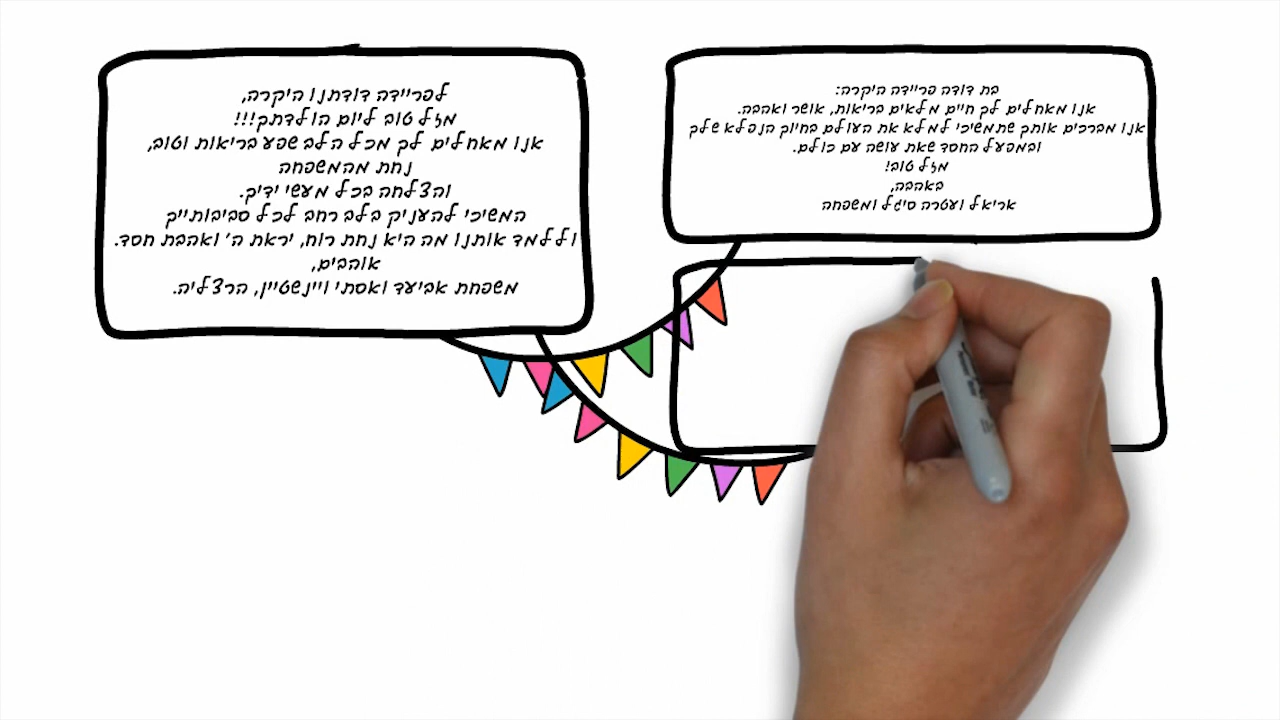 לפריידה דודתנו היקרה,
מזל טוב ליום הולדתך!!!
אנו מאחלים לך מכל הלב שפע בריאות וטוב,
נחת מהמשפחה
והצלחה בכל מעשי ידיך.
המשיכי להעניק בלב רחב לכל סביבותייך
וללמד אותנו מה היא נחת רוח, יראת ה' ואהבת חסד.
אוהבים,
משפחת אביעד ואסתי ויינשטיין, הרצליה.
בת דודה פריידה היקרה:
אנו מאחלים לך חיים מלאים בריאות, אושר ואהבה.
אנו מברכים אותך שתמשיכי למלא את העולם בחיוך הנפלא שלך
ובמפעל החסד שאת עושה עם כולם.
מזל טוב!
באהבה,
אריאל ועטרה סיגל ומשפחה